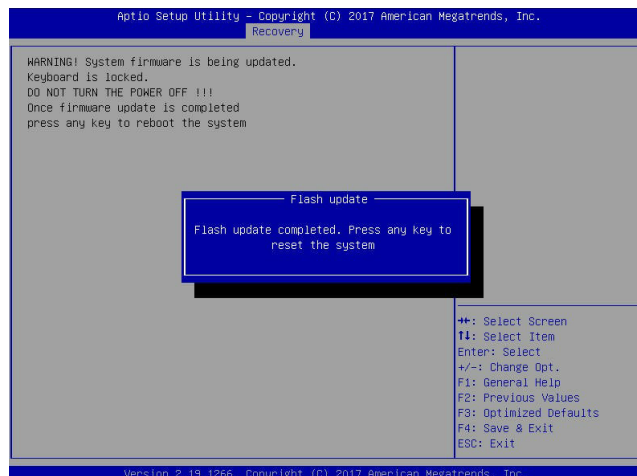 Aptio Setup Utility – Copyright (C) 2017 American Megatrends, Inc.
Recovery
WARNING! System firmware is being updated.
Keyboard is locked.
DO NOT TURN THE POWER OFF !!!
Once firmware update is completed
press any key to reboot the system
Flash update
Flash update completed. Press any key to
reset the system
→←: Select Screen
↑↓: Select Item
Enter: Select
+/-: Change Opt.
F1: General Help
F2: Previous Values
F3: Optimized Defaults
F4: Save & Exit
ESC: Exit
Version 2.19.1266. Copyright (C) 2017 American Megatrends, Inc.